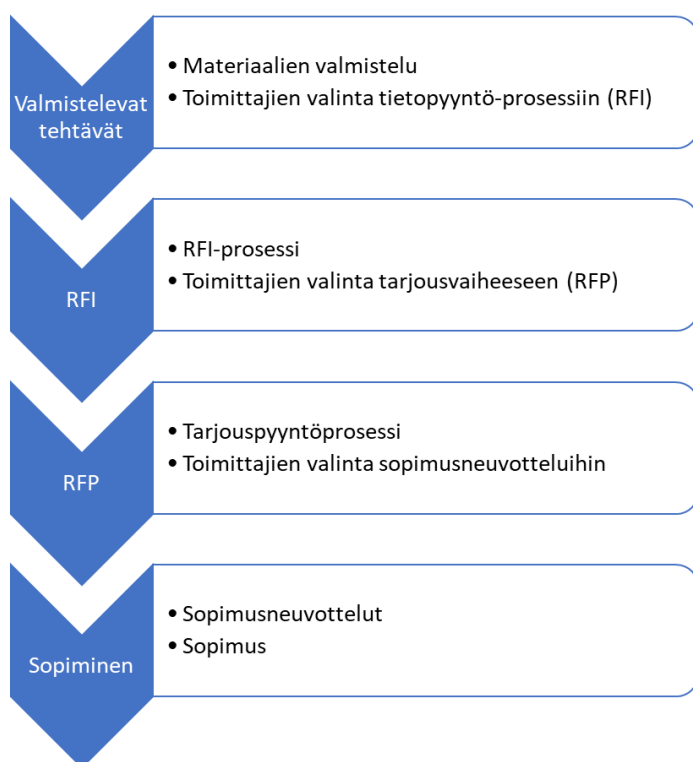 Valmistelevat
tehtävät
• Materiaalien valmistelu
• Toimittajien valinta tietopyyntö-prosessiin (RFI)
RFI
• RFI-prosessi
• Toimittajien valinta tarjousvaiheeseen (RFP)
RFP
• Tarjouspyyntöprosessi
• Toimittajien valinta sopimusneuvotteluihin
Sopiminen
• Sopimusneuvottelut
• Sopimus